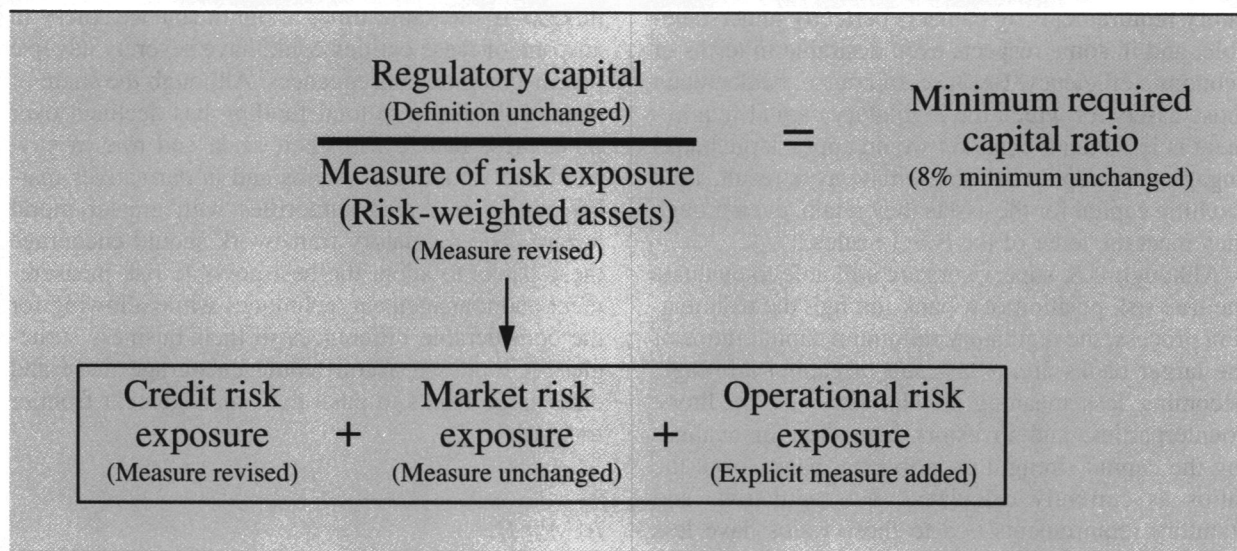 Regulatory capital
(Definition unchanged)
Measure of risk exposure
(Risk-weighted assets)
(Measure revised)
=
Minimum required
capital ratio
(8% minimum unchanged)
Credit risk
exposure
(Measure revised)
+
Market risk
exposure
(Measure unchanged)
+
Operational risk
exposure
(Explicit measure added)